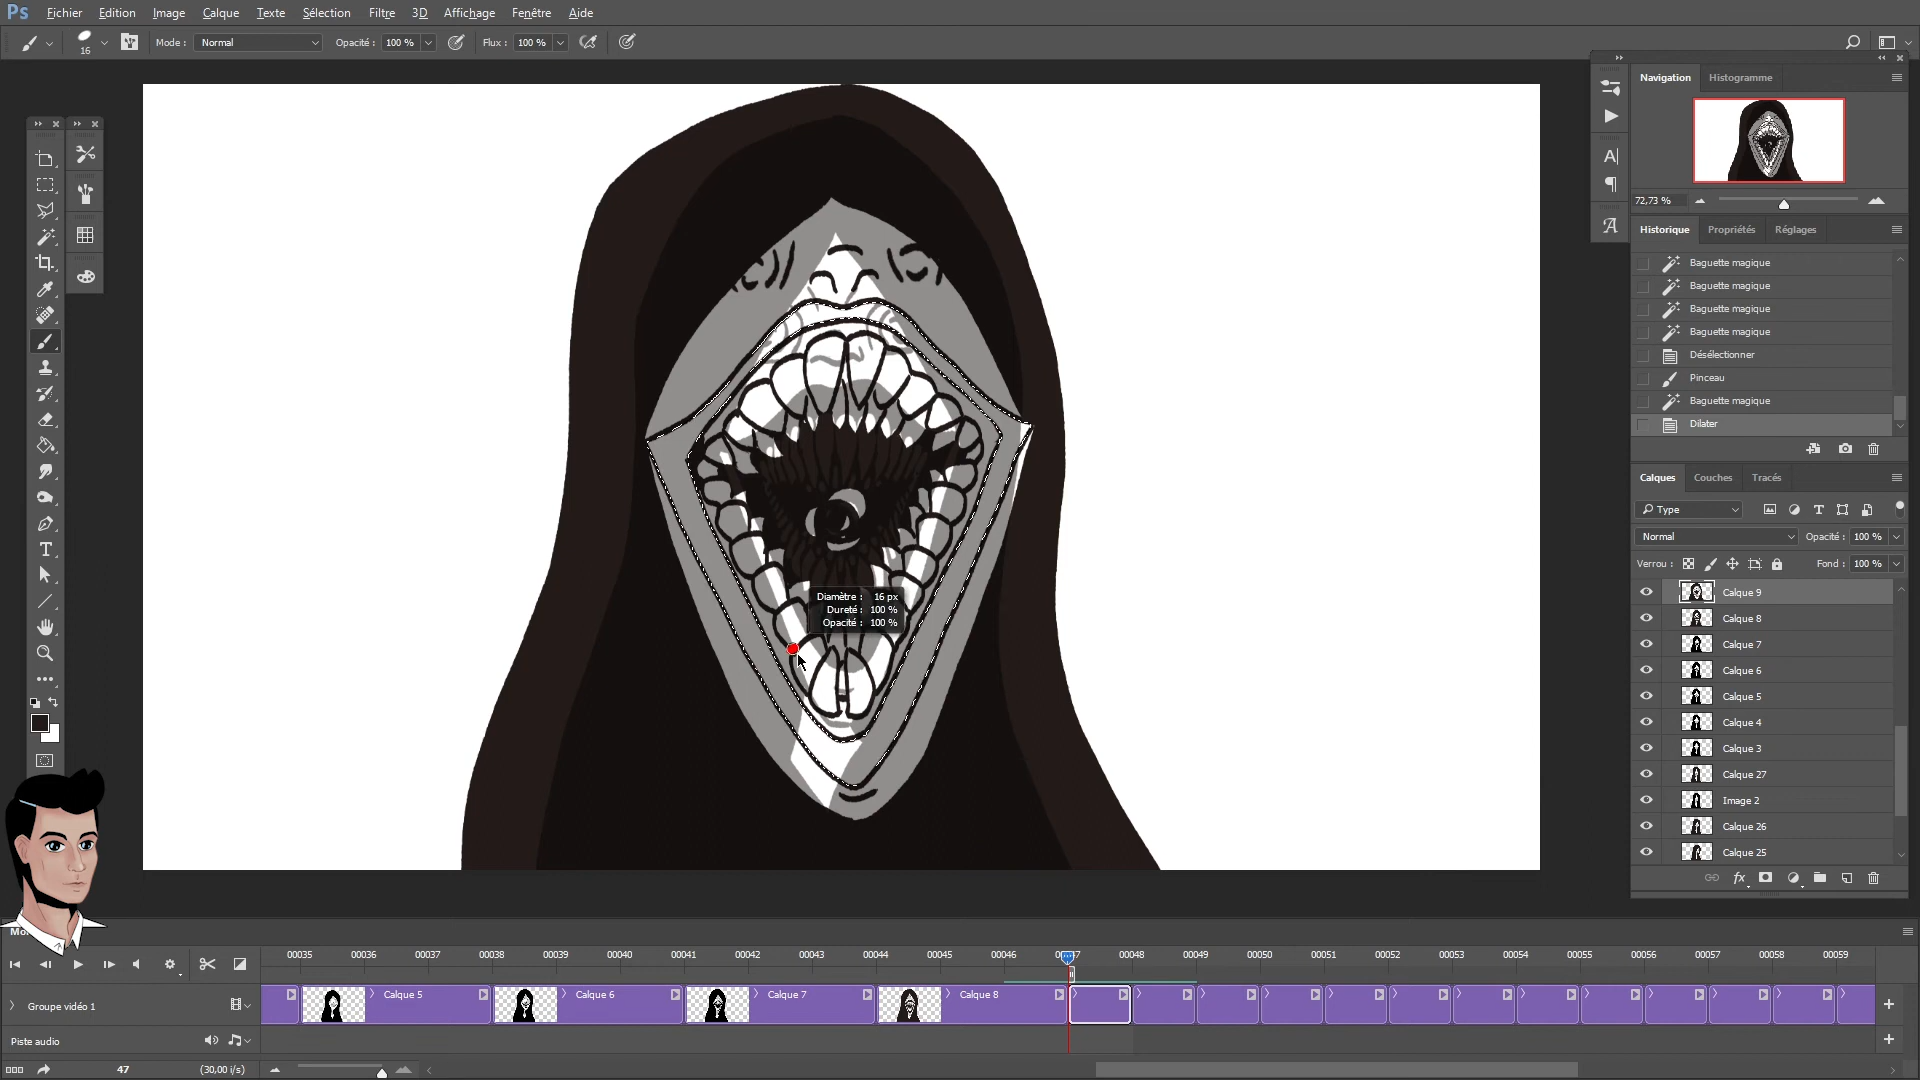 Ps Fichier Edition Image Calque Texte Sélection Filtre 3D Affichage Fenêtre Aide
16 Mode : Normal Opacité : 100 % Flux : 100 %
Navigation Histogramme
72,73 %
Historique Propriétés Réglages
Baguette magique
Baguette magique
Baguette magique
Baguette magique
Désélectionner
Pinceau
Baguette magique
Dilater
Calques Couches Tracés
Type
Normal Opacité : 100 %
Verrou : Fond : 100 %
Calque 9
Calque 8
Calque 7
Calque 6
Calque 5
Calque 4
Calque 3
Calque 27
Image 2
Calque 26
Calque 25
Diamètre : 16 px
Dureté : 100 %
Opacité : 100 %
00035 00036 00037 00038 00039 00040 00041 00042 00043 00044 00045 00046 00048 00049 00050 00051 00052 00053 00054 00055 00056 00057 00058 00059
Groupe vidéo 1 Calque 5 Calque 6 Calque 7 Calque 8
Piste audio
47 (30,00 i/s)